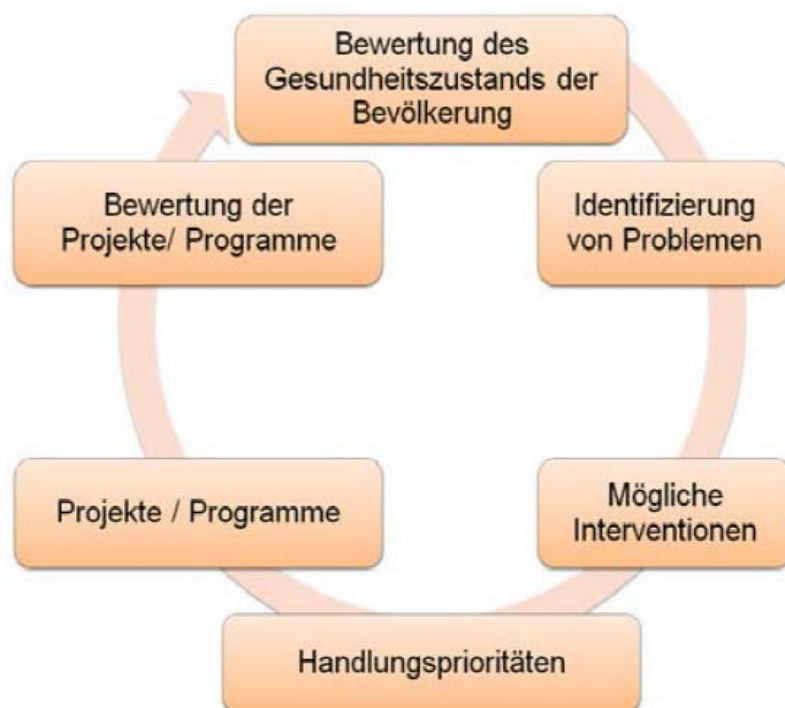 Bewertung des
Gesundheitszustands der
Bevölkerung
Identifizierung
von Problemen
Mögliche
Interventionen
Handlungsprioritäten
Projekte / Programme
Bewertung der
Projekte/ Programme